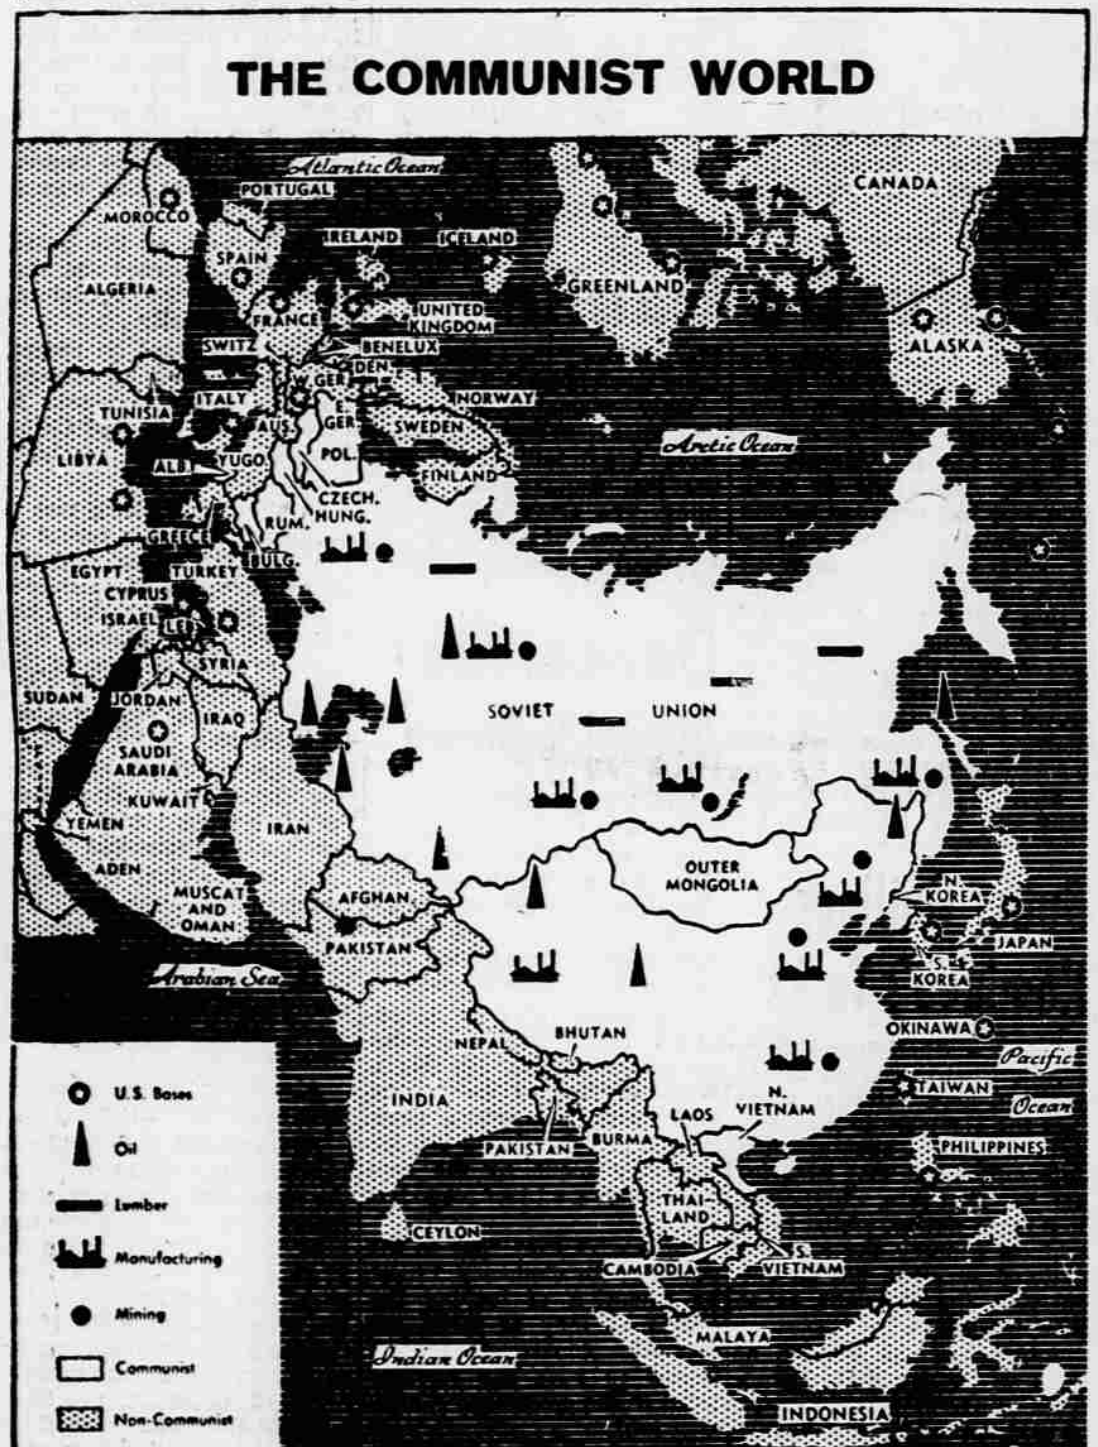 THE COMMUNIST WORLD
Atlantic Ocean
PORTUGAL
CANADA
MOROCCO
IRELAND
ICELAND
SPAIN
ALGERIA
GREENLAND
FRANCE
UNITED
KINGDOM
SWITZ
BENELUX
DEN.
ALASKA
W. GER.
ITALY
NORWAY
TUNISIA
E.
GER.
AUS.
SWEDEN
Arctic Ocean
LIBYA
ALB.
YUGO.
POL.
FINLAND
CZECH.
HUNG.
RUM.
GREECE
BULG.
EGYPT
TURKEY
CYPRUS
ISRAEL
LEB.
SYRIA
SUDAN
JORDAN
IRAQ
SOVIET UNION
SAUDI
ARABIA
KUWAIT
YEMEN
IRAN
ADEN
OUTER
MONGOLIA
AFGHAN.
MUSCAT
AND
OMAN
N.
KOREA
PAKISTAN
JAPAN
S.
KOREA
Arabian Sea
OKINAWA
NEPAL
BHUTAN
Pacific
Ocean
TAIWAN
INDIA
N.
VIETNAM
LAOS
PAKISTAN
BURMA
PHILIPPINES
THAI-
LAND
CEYLON
CAMBODIA
S.
VIETNAM
MALAYA
Indian Ocean
INDONESIA
U.S. Bases
Oil
Lumber
Manufacturing
Mining
Communist
Non-Communist